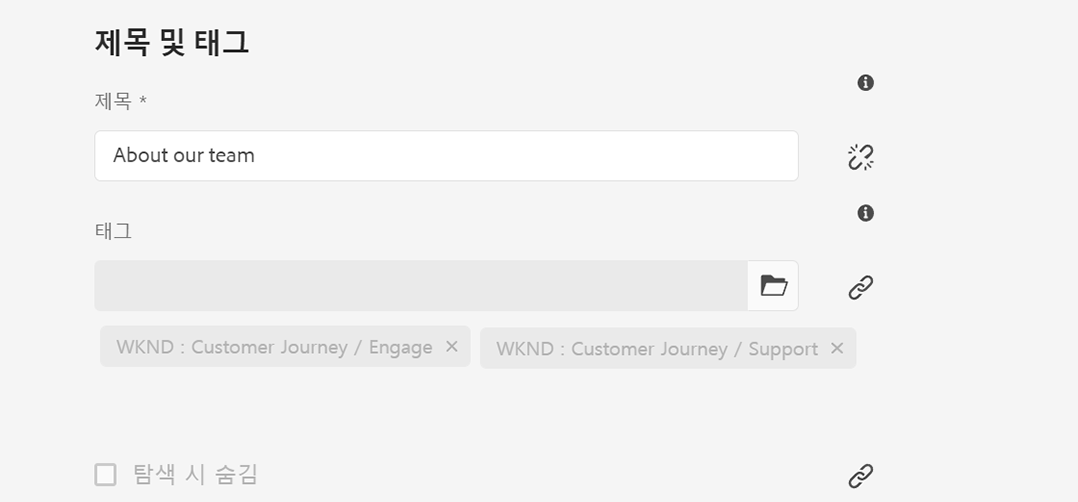 제목 및 태그
제목 *
About our team
태그
WKND : Customer Journey / Engage ×
WKND : Customer Journey / Support ×
탐색 시 숨김